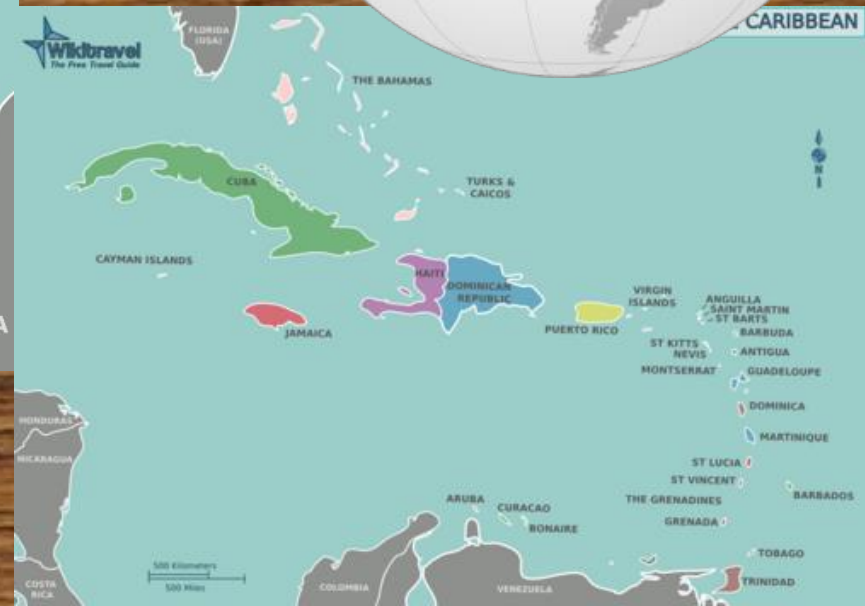 CARIBBEAN
FLORIDA
(USA)
Wikitravel
The Free Travel Guide
THE BAHAMAS
CUBA
TURKS &
CAICOS
N
CAYMAN ISLANDS
HAITI
DOMINICAN
REPUBLIC
JAMAICA
PUERTO RICO
VIRGIN
ISLANDS
ANGUILLA
SAINT MARTIN
ST BARTS
BARBUDA
ST KITTS
NEVIS
ANTIGUA
MONTSERRAT
GUADELOUPE
DOMINICA
MARTINIQUE
ST LUCIA
ST VINCENT
THE GRENADINES
BARBADOS
GRENADA
TOBAGO
TRINIDAD
HONDURAS
NICARAGUA
COSTA
RICA
ARUBA
CURACAO
BONAIRE
COLOMBIA
VENEZUELA
500 Kilometers
500 Miles
A